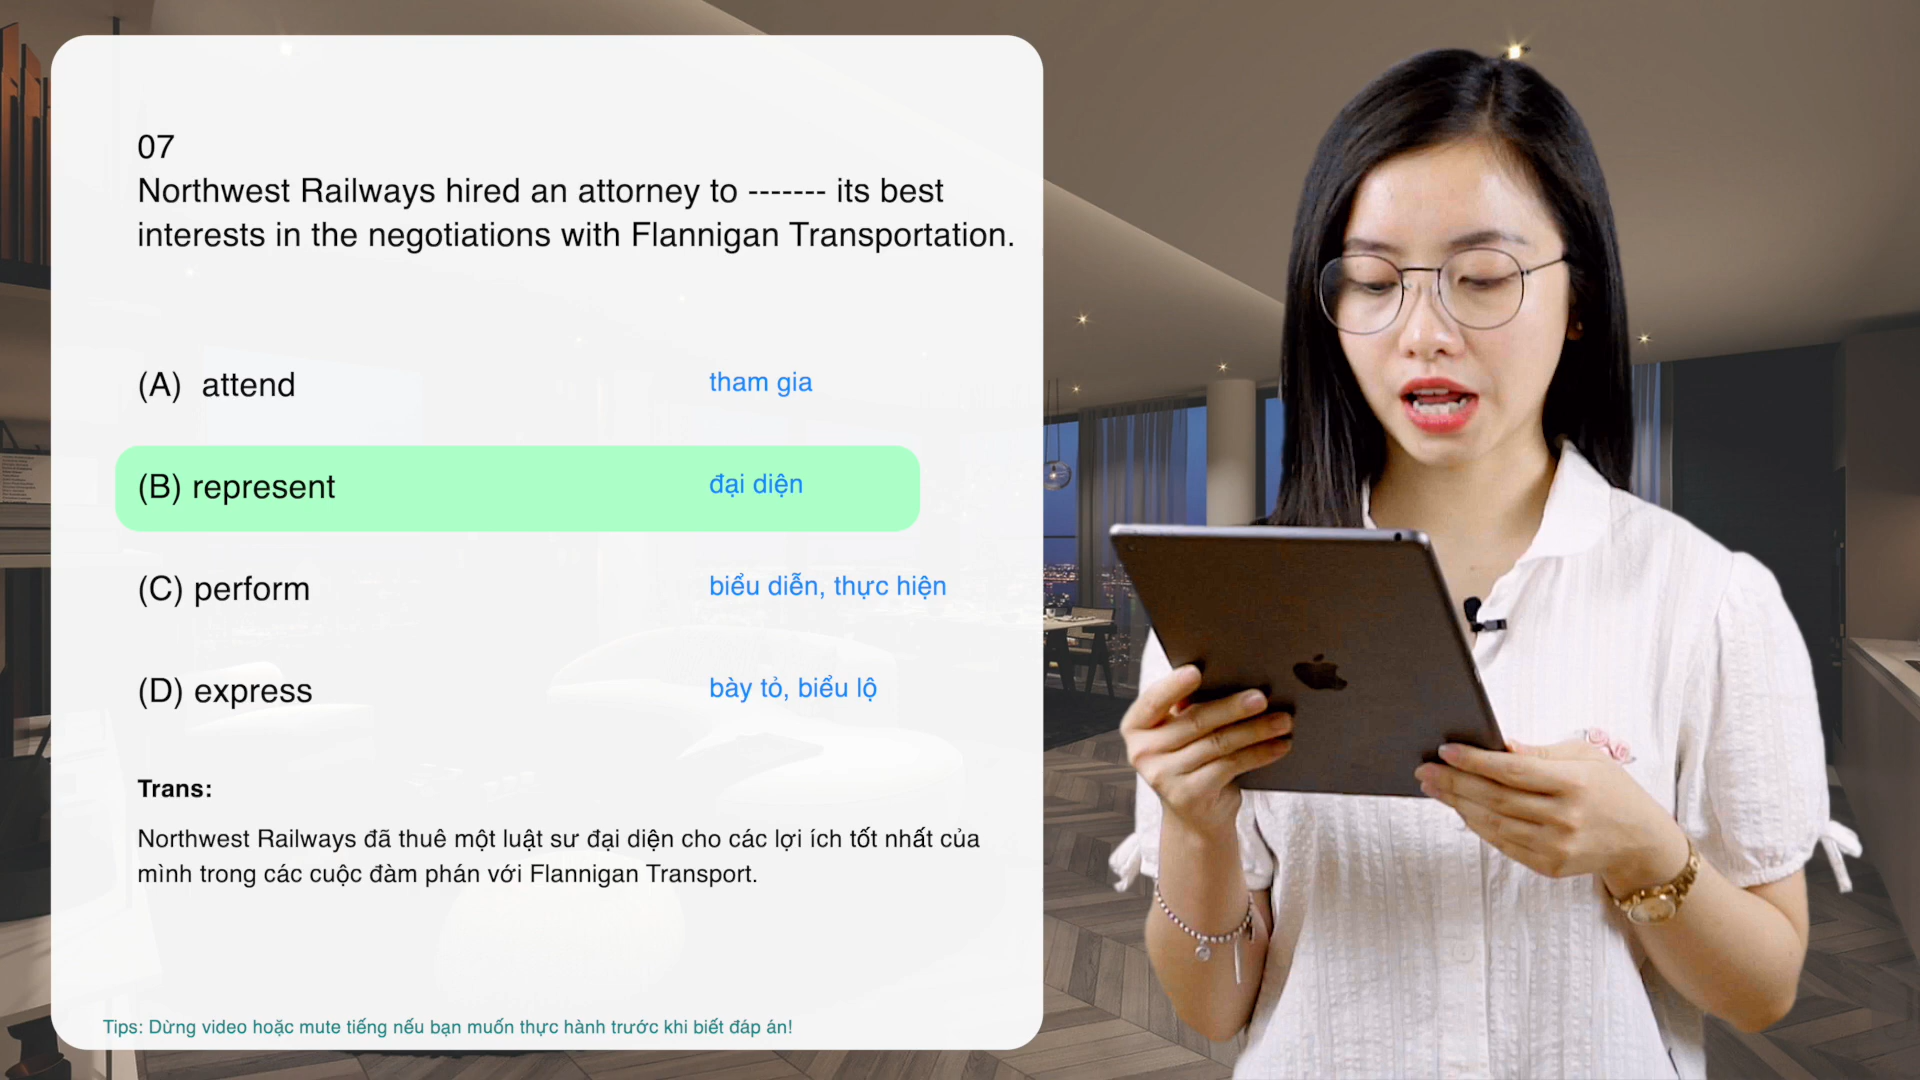 07
Northwest Railways hired an attorney to ------- its best
interests in the negotiations with Flannigan Transportation.
(A) attend
tham gia
(B) represent
đại diện
(C) perform
biểu diễn, thực hiện
(D) express
bày tỏ, biểu lộ
Trans:
Northwest Railways đã thuê một luật sư đại diện cho các lợi ích tốt nhất của
mình trong các cuộc đàm phán với Flannigan Transport.
Tips: Dừng video hoặc mute tiếng nếu bạn muốn thực hành trước khi biết đáp án!